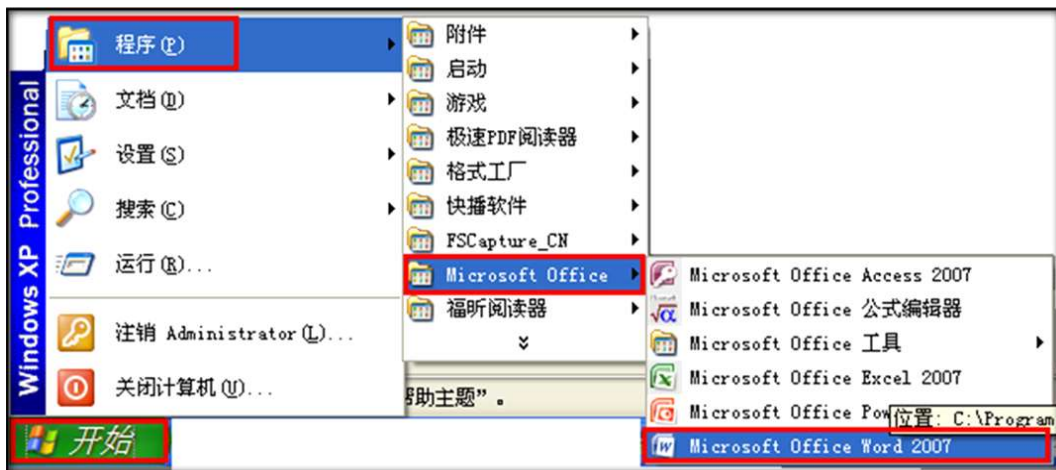 程序(P)
文档(D)
设置(S)
搜索(C)
运行(R)...
注销 Administrator(L)...
关闭计算机(U)...
Windows XP Professional
开始
附件
启动
游戏
极速PDF阅读器
格式工厂
快播软件
FSCapture_CN
Microsoft Office
福昕阅读器
帮助主题”。
Microsoft Office Access 2007
Microsoft Office 公式编辑器
Microsoft Office 工具
Microsoft Office Excel 2007
Microsoft Office Pow
位置: C:\Program
Microsoft Office Word 2007